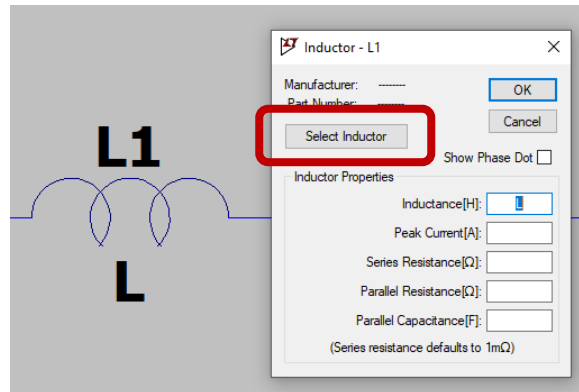 L1
L
Inductor - L1
Manufacturer: --------
OK
Part Number: --------
Select Inductor
Cancel
Show Phase Dot
Inductor Properties
Inductance[H]: L
Peak Current[A]:
Series Resistance[Ω]:
Parallel Resistance[Ω]:
Parallel Capacitance[F]:
(Series resistance defaults to 1mΩ)